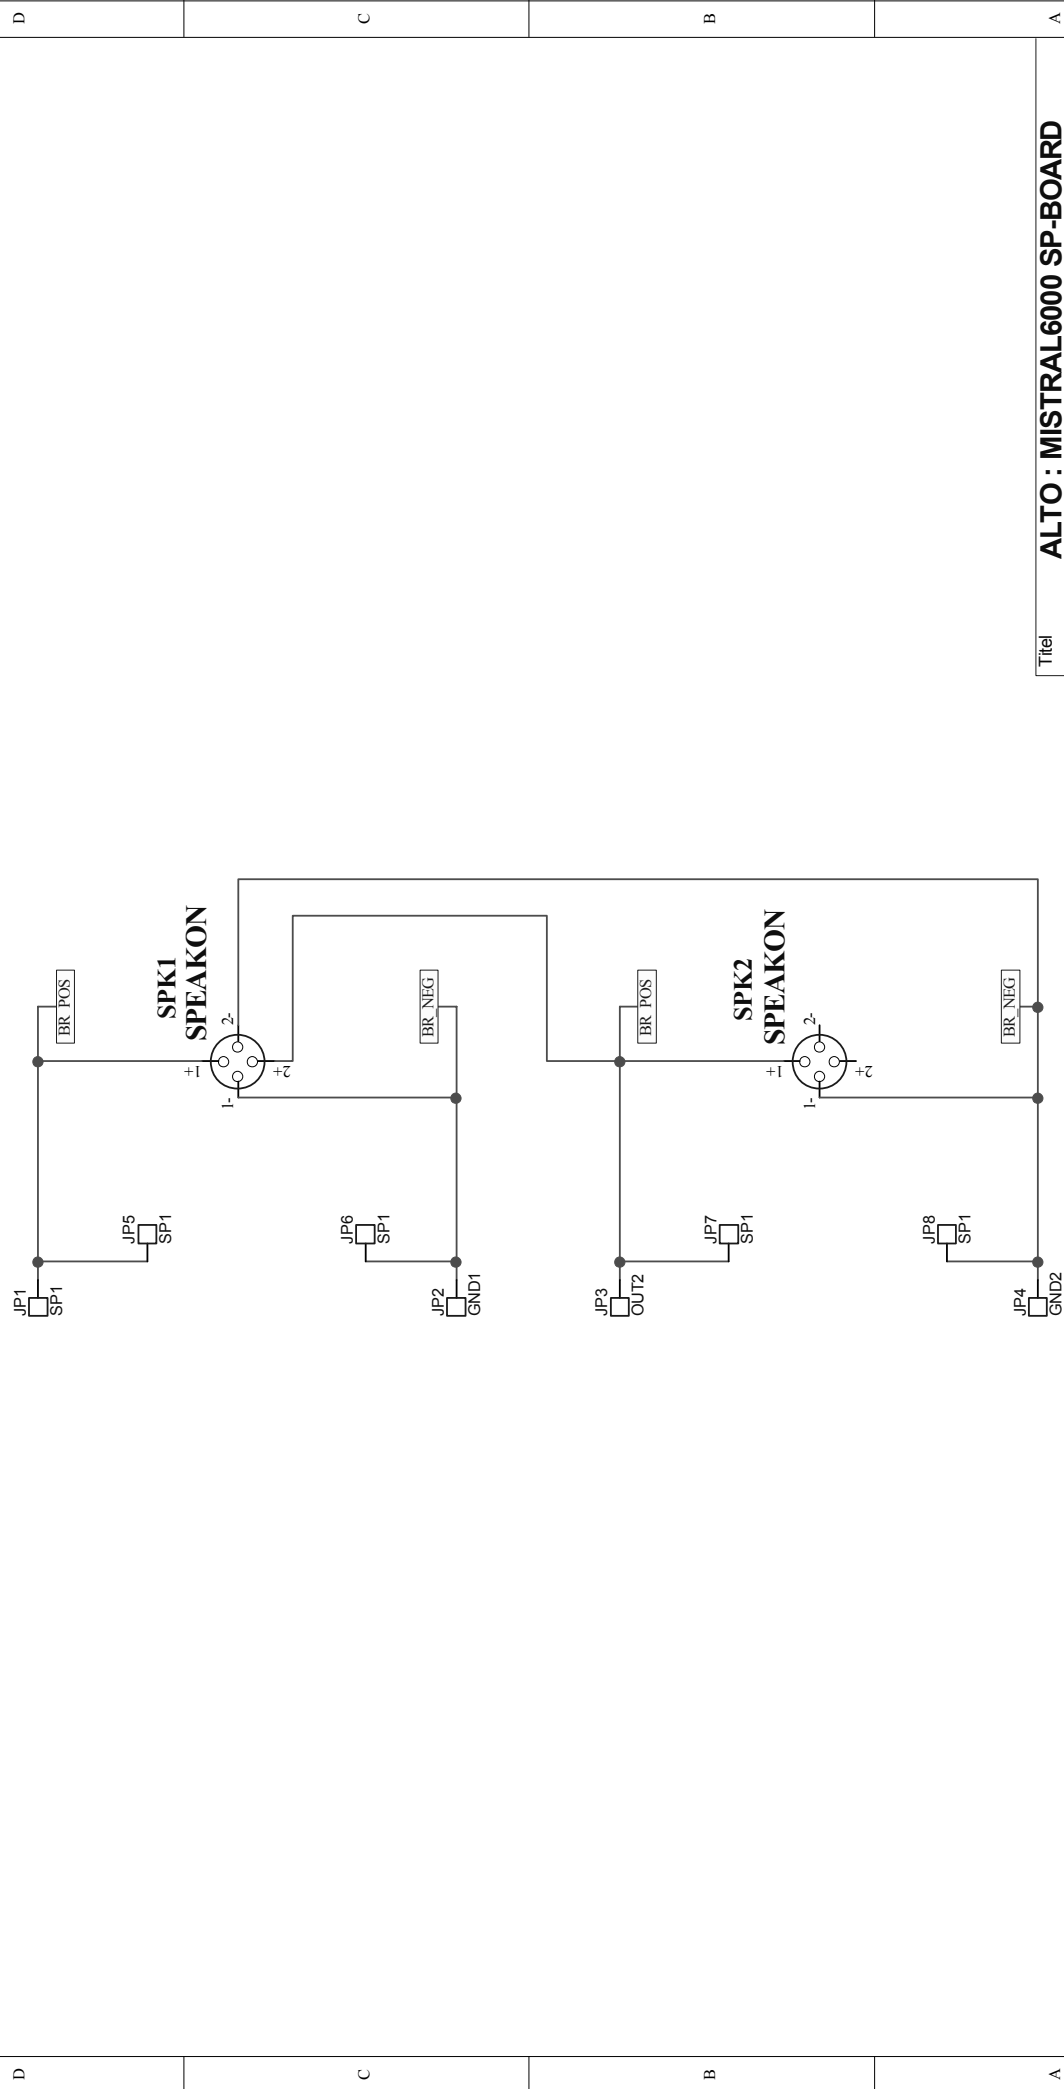 D
D
JP1
SP1
BR_POS
JP5
SP1
SPK1
SPEAKON
1+
1-
2-
2+
C
C
JP6
SP1
BR_NEG
JP2
GND1
JP3
OUT2
BR_POS
B
B
JP7
SP1
SPK2
SPEAKON
1+
1-
2-
2+
JP8
SP1
BR_NEG
JP4
GND2
A
A
Titel
ALTO : MISTRAL6000 SP-BOARD